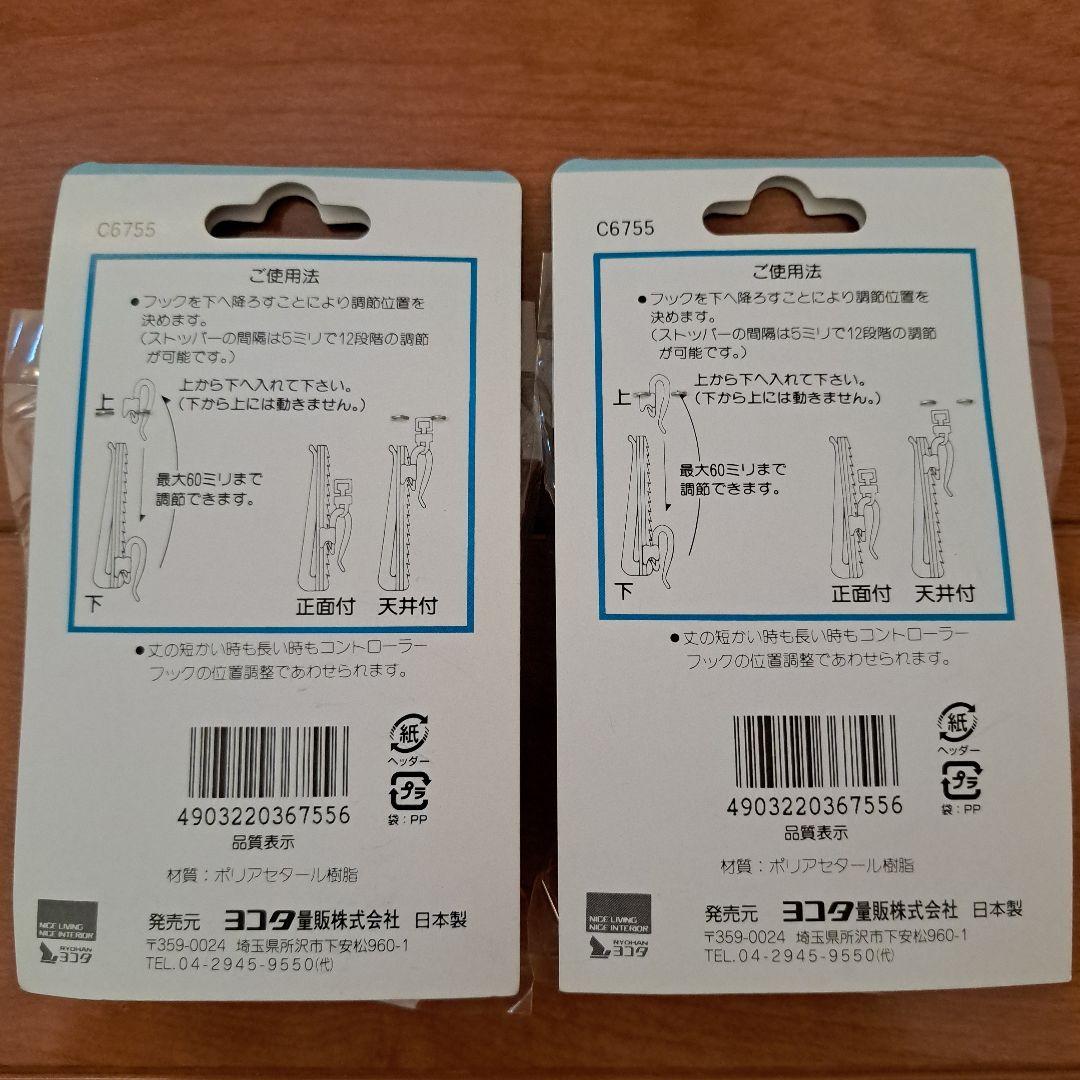 C6755
ご使用法
●フックを下へ降ろすことにより調節位置を
決めます。
(ストッパーの間隔は5ミリで12段階の調節
が可能です。)
上から下へ入れて下さい。
(下から上には動きません。)
上
最大60ミリまで
調節できます。
下
正面付 天井付
●丈の短かい時も長い時もコントローラー
フックの位置調整であわせられます。
紙
ヘッダー
プラ
袋:PP
4903220367556
品質表示
材質:ポリアセタール樹脂
NICE LIVING
NICE INTERIOR
RYOHAN
ヨコタ
発売元 ヨコタ量販株式会社 日本製
〒359-0024 埼玉県所沢市下安松960-1
TEL.04-2945-9550(代)
C6755
ご使用法
●フックを下へ降ろすことにより調節位置を
決めます。
(ストッパーの間隔は5ミリで12段階の調節
が可能です。)
上から下へ入れて下さい。
(下から上には動きません。)
上
最大60ミリまで
調節できます。
下
正面付 天井付
●丈の短かい時も長い時もコントローラー
フックの位置調整であわせられます。
紙
ヘッダー
プラ
袋:PP
4903220367556
品質表示
材質:ポリアセタール樹脂
NICE LIVING
NICE INTERIOR
RYOHAN
ヨコタ
発売元 ヨコタ量販株式会社 日本製
〒359-0024 埼玉県所沢市下安松960-1
TEL.04-2945-9550(代)